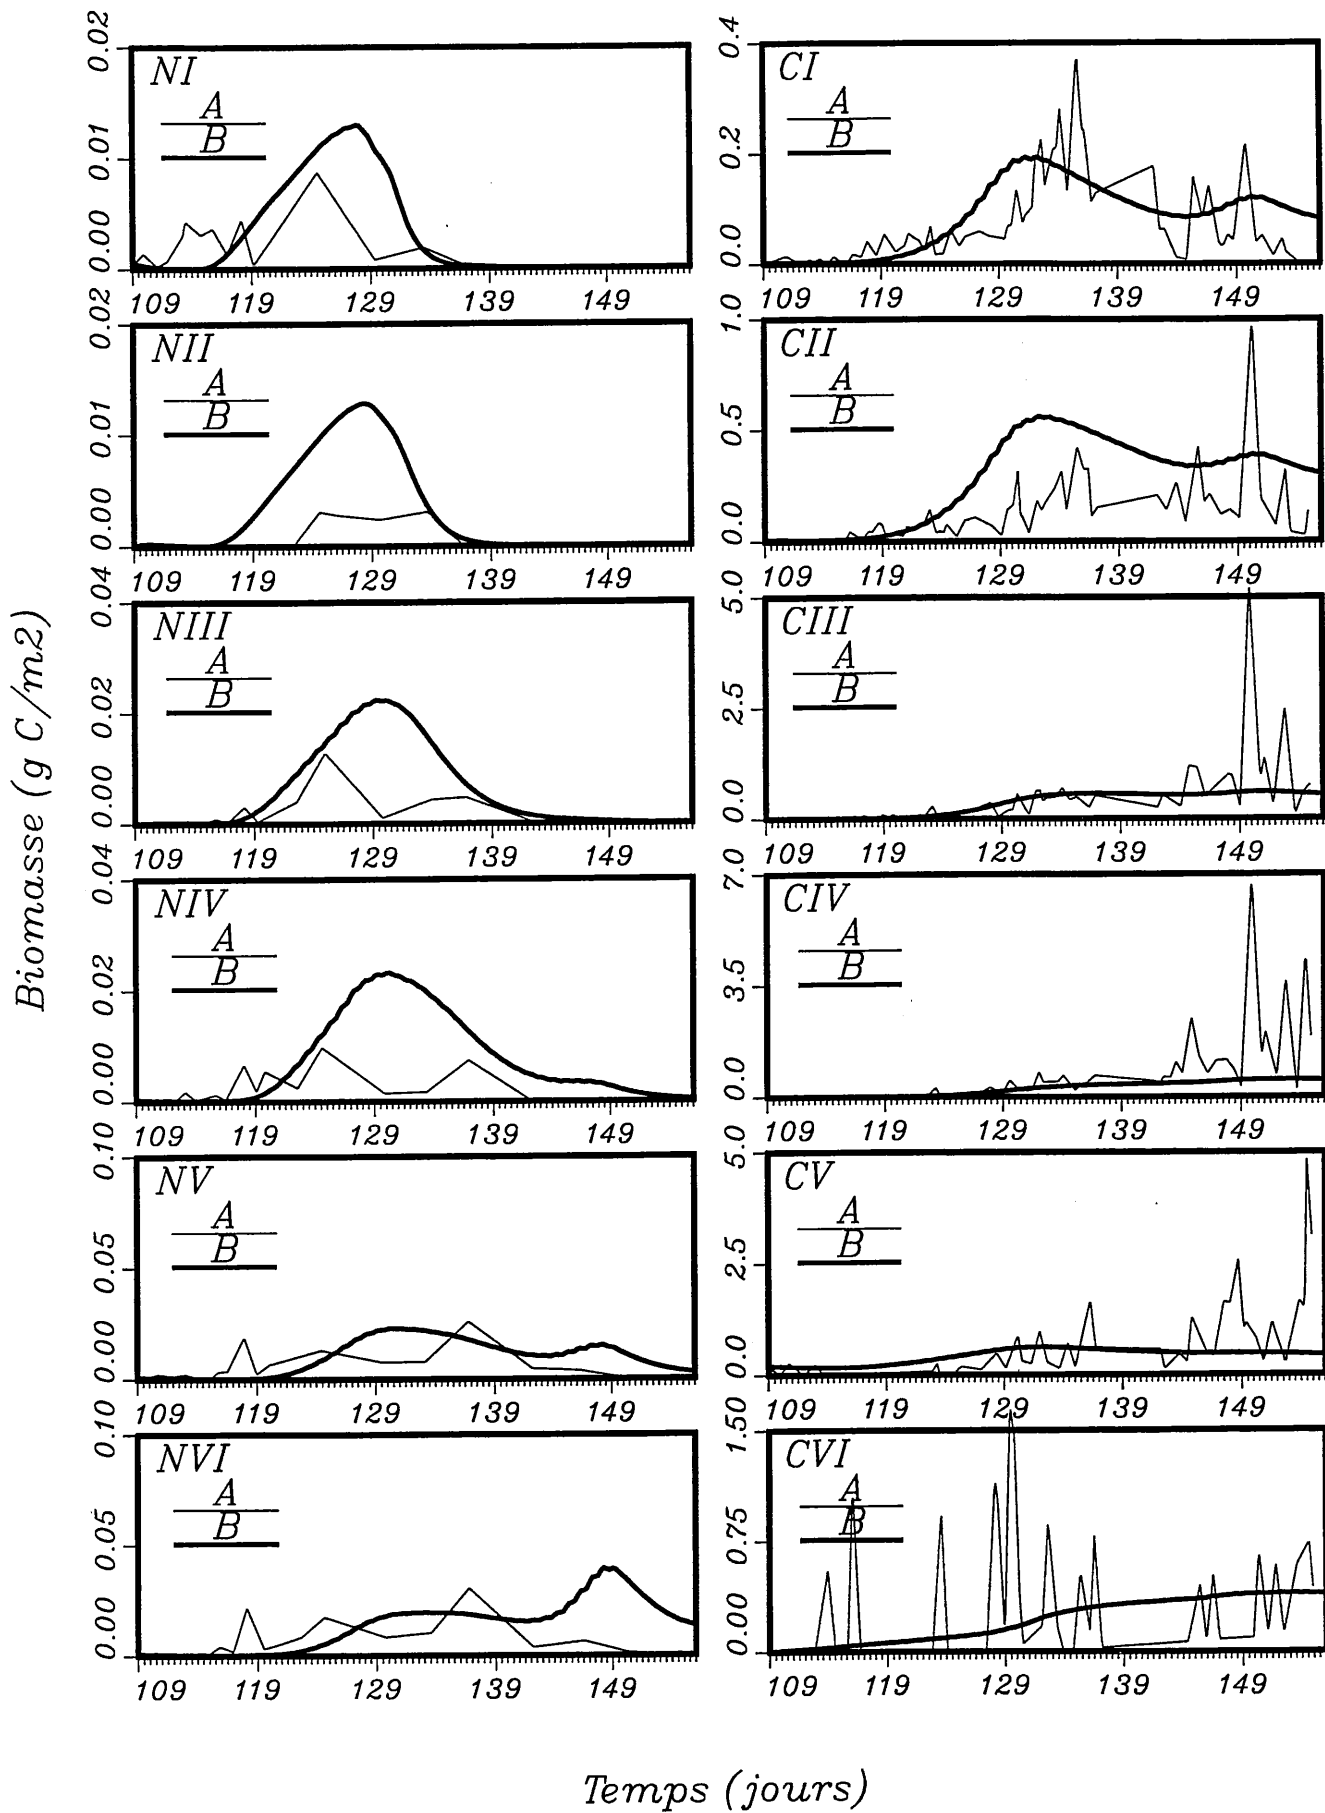 Biomasse (g C/m2)
0.02
0.01
0.00
NI
A
B
109 119 129 139 149
0.4
0.2
0.0
CI
A
B
109 119 129 139 149
0.02
0.01
0.00
NII
A
B
109 119 129 139 149
1.0
0.5
0.0
CII
A
B
109 119 129 139 149
0.04
0.02
0.00
NIII
A
B
109 119 129 139 149
5.0
2.5
0.0
CIII
A
B
109 119 129 139 149
0.04
0.02
0.00
NIV
A
B
109 119 129 139 149
7.0
3.5
0.0
CIV
A
B
109 119 129 139 149
0.10
0.05
0.00
NV
A
B
109 119 129 139 149
5.0
2.5
0.0
CV
A
B
109 119 129 139 149
0.10
0.05
0.00
NVI
A
B
109 119 129 139 149
1.50
0.75
0.00
CVI
A
B
109 119 129 139 149
Temps (jours)